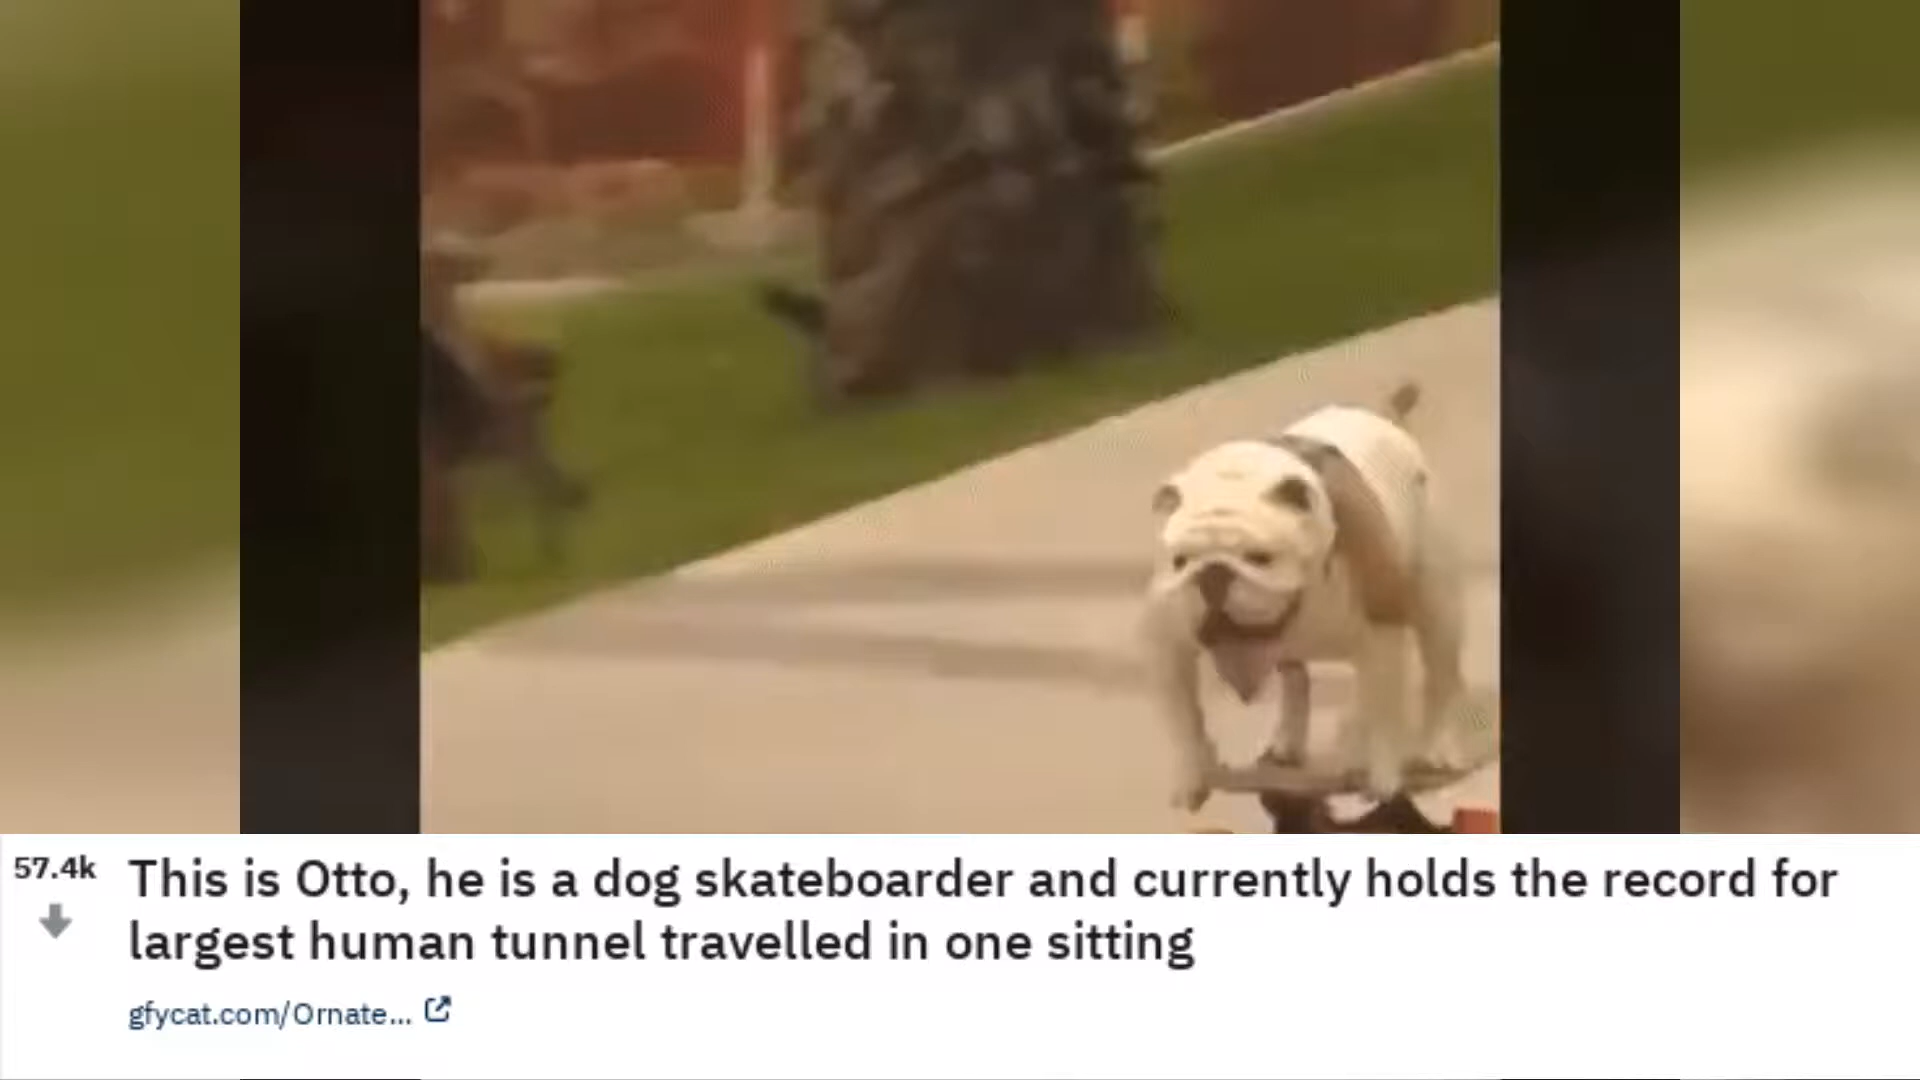 57.4k
This is Otto, he is a dog skateboarder and currently holds the record for
largest human tunnel travelled in one sitting
gfycat.com/Ornate...